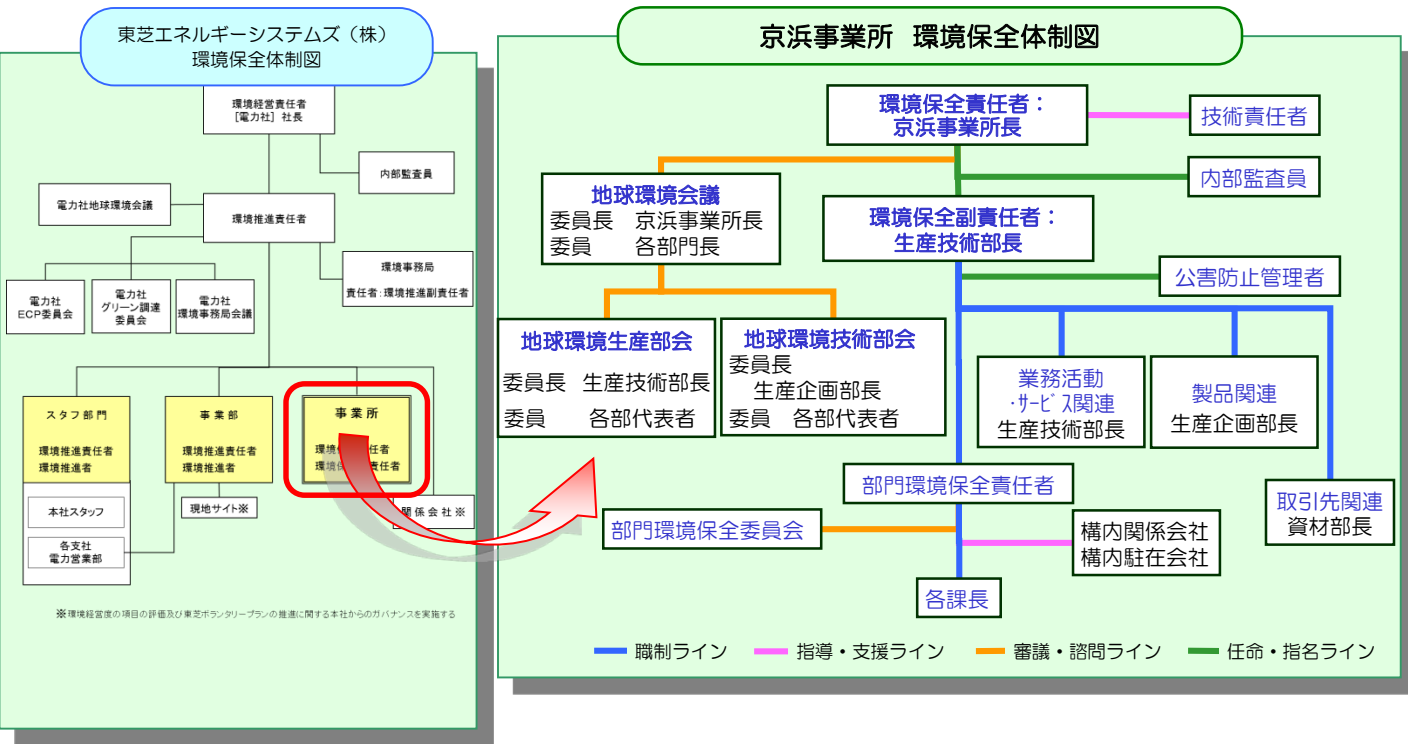 東芝エネルギーシステムズ（株）
環境保全体制図
環境経営責任者
［電力社］社長
内部監査員
電力社地球環境会議
環境推進責任者
環境事務局
責任者：環境推進副責任者
電力社
ECP委員会
電力社
グリーン調達
委員会
電力社
環境事務局会議
スタフ部門
環境推進責任者
環境推進者
本社スタッフ
各支社
電力営業部
事業部
環境推進責任者
環境推進者
現地サイト※
事業所
環境保 任者
環境保 責任者
関係会社※
※環境経営度の項目の評価及び東芝ボランタリープランの推進に関する本社からのガバナンスを実施する
京浜事業所 環境保全体制図
環境保全責任者：
京浜事業所長
技術責任者
内部監査員
地球環境会議
委員長 京浜事業所長
委員 各部門長
環境保全副責任者：
生産技術部長
公害防止管理者
地球環境生産部会
委員長 生産技術部長
委員 各部代表者
地球環境技術部会
委員長
生産企画部長
委員 各部代表者
業務活動
・サービス関連
生産技術部長
製品関連
生産企画部長
取引先関連
資材部長
部門環境保全責任者
部門環境保全委員会
構内関係会社
構内駐在会社
各課長
職制ライン 指導・支援ライン 審議・諮問ライン 任命・指名ライン